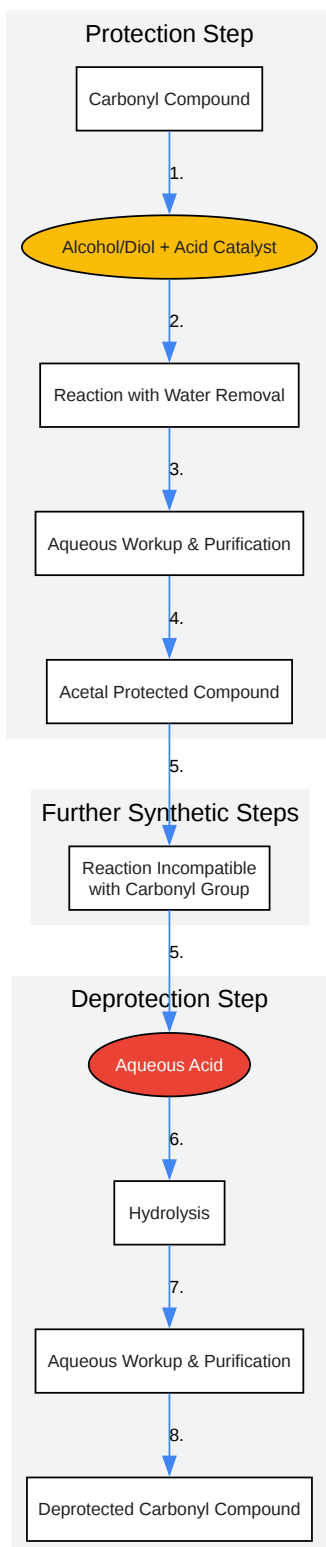 Protection Step
Carbonyl Compound
1.
Alcohol/Diol + Acid Catalyst
2.
Reaction with Water Removal
3.
Aqueous Workup & Purification
4.
Acetal Protected Compound
5.
Further Synthetic Steps
Reaction Incompatible
with Carbonyl Group
5.
Deprotection Step
Aqueous Acid
6.
Hydrolysis
7.
Aqueous Workup & Purification
8.
Deprotected Carbonyl Compound